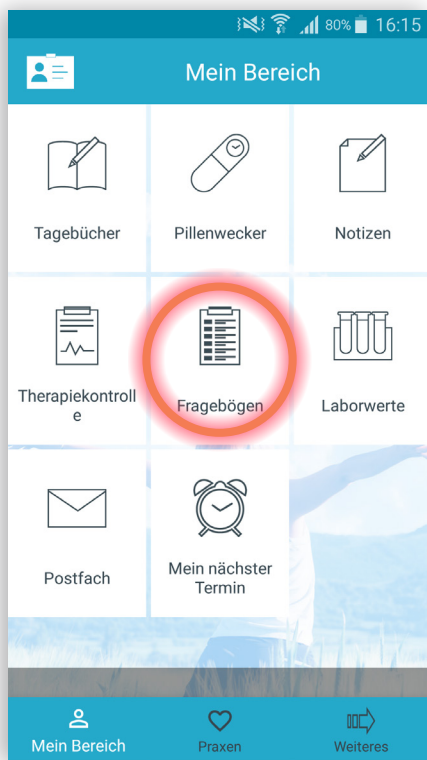 80% 16:15
Mein Bereich
Tagebücher
Pillenwecker
Notizen
Therapiekontroll
e
Fragebögen
Laborwerte
Postfach
Mein nächster
Termin
Mein Bereich
Praxen
Weiteres